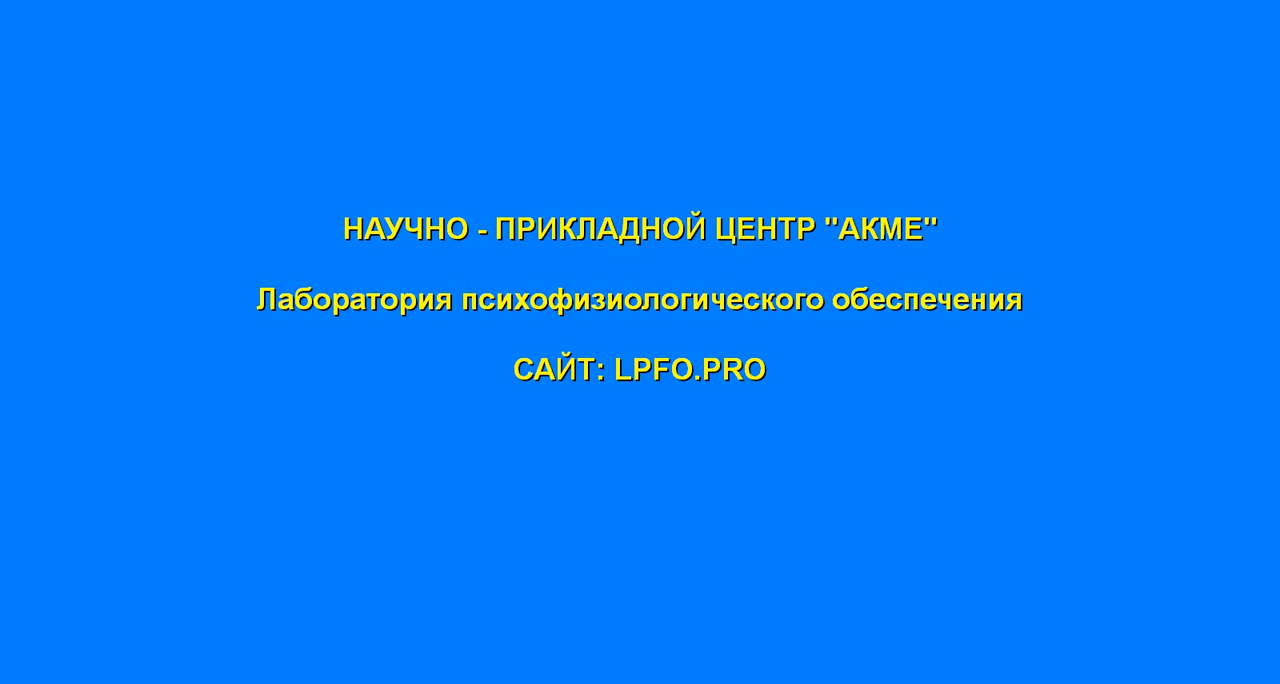 НАУЧНО - ПРИКЛАДНОЙ ЦЕНТР "АКМЕ"
Лаборатория психофизиологического обеспечения
САЙТ: LPFO.PRO